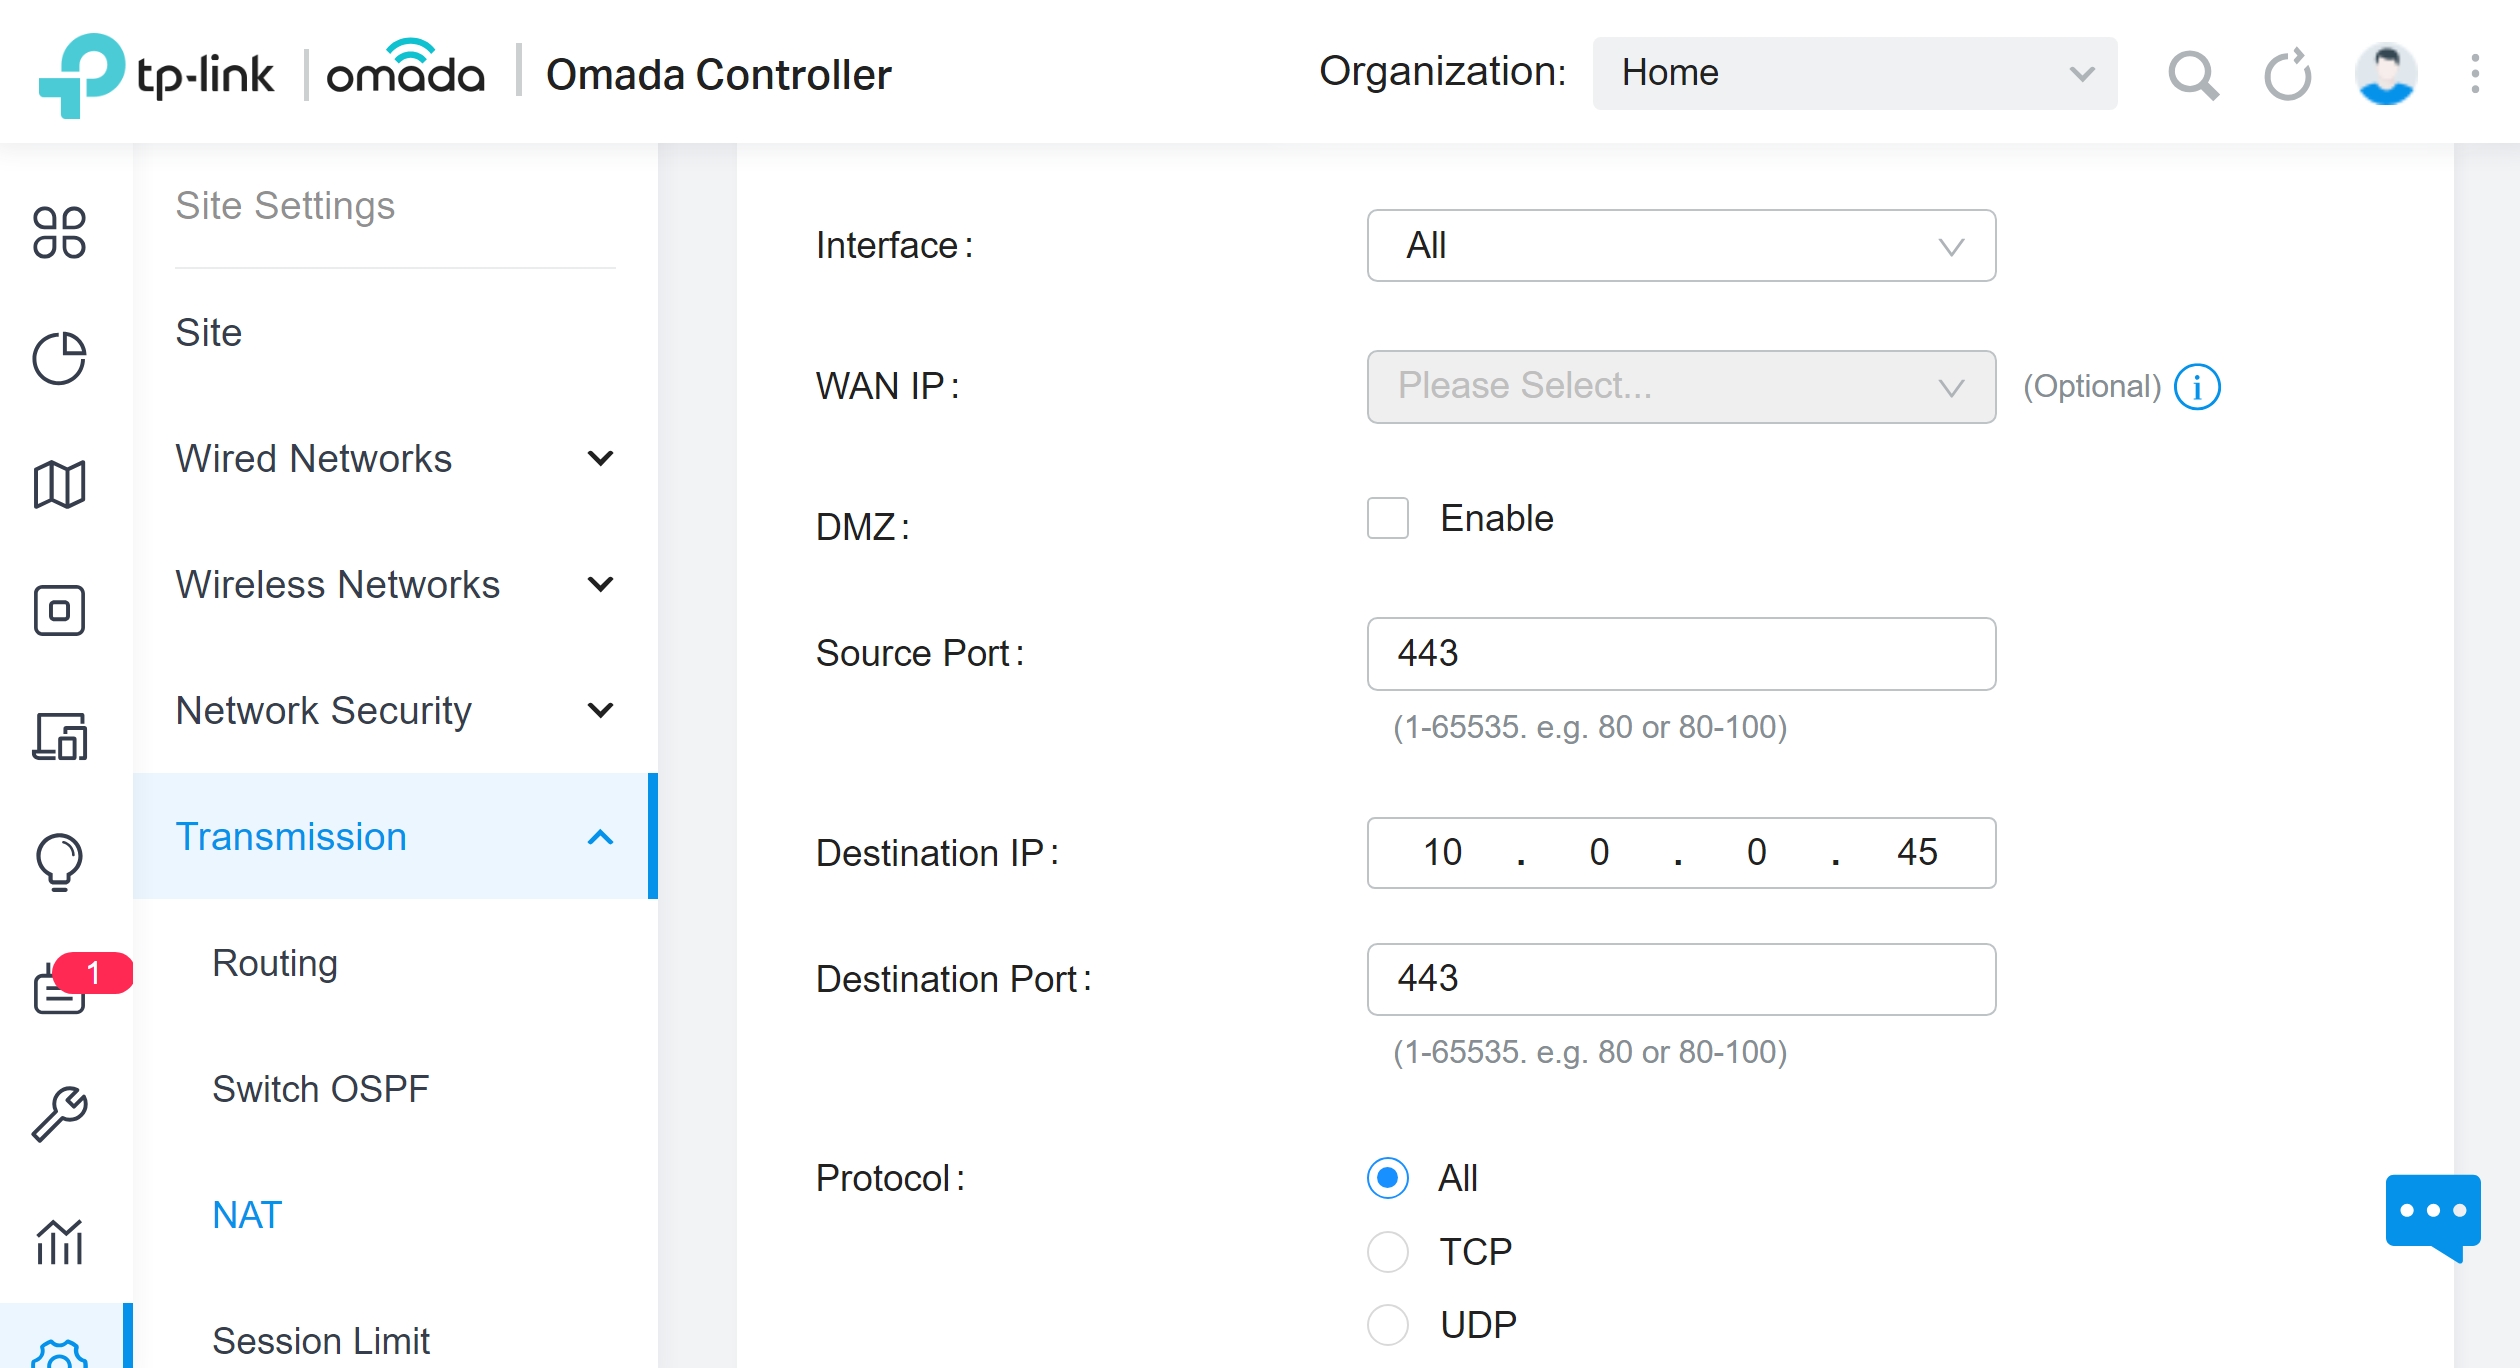 tp-link | omada | Omada Controller
Organization: Home
Site Settings
Site
Wired Networks
Wireless Networks
Network Security
Transmission
Routing
Switch OSPF
NAT
Session Limit
1
Interface: All
WAN IP: Please Select... (Optional) i
DMZ: Enable
Source Port: 443
(1-65535. e.g. 80 or 80-100)
Destination IP: 10 . 0 . 0 . 45
Destination Port: 443
(1-65535. e.g. 80 or 80-100)
Protocol: All
TCP
UDP